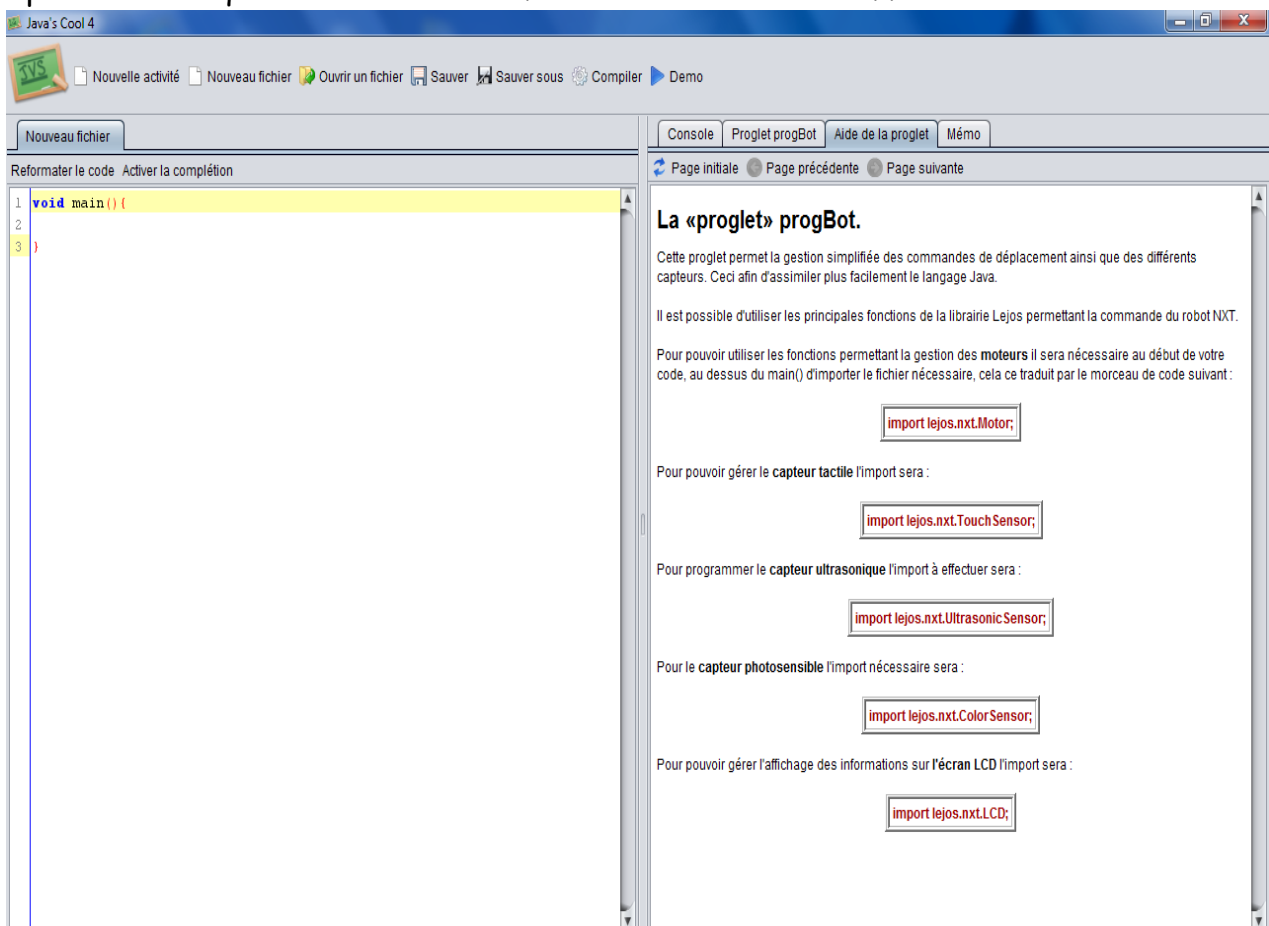 Java's Cool 4
JVS
Nouvelle activité Nouveau fichier Ouvrir un fichier Sauver Sauver sous Compiler Demo
Nouveau fichier
Reformater le code Activer la complétion
1 void main(){
2
3 }
Console Proglet progBot Aide de la proglet Mémo
Page initiale Page précédente Page suivante
La «proglet» progBot.
Cette proglet permet la gestion simplifiée des commandes de déplacement ainsi que des différents
capteurs. Ceci afin d'assimiler plus facilement le langage Java.
Il est possible d'utiliser les principales fonctions de la librairie Lejos permettant la commande du robot NXT.
Pour pouvoir utiliser les fonctions permettant la gestion des moteurs il sera nécessaire au début de votre
code, au dessus du main() d'importer le fichier nécessaire, cela ce traduit par le morceau de code suivant :
import lejos.nxt.Motor;
Pour pouvoir gérer le capteur tactile l'import sera :
import lejos.nxt.TouchSensor;
Pour programmer le capteur ultrasonique l'import à effectuer sera :
import lejos.nxt.UltrasonicSensor;
Pour le capteur photosensible l'import nécessaire sera :
import lejos.nxt.ColorSensor;
Pour pouvoir gérer l'affichage des informations sur l'écran LCD l'import sera :
import lejos.nxt.LCD;